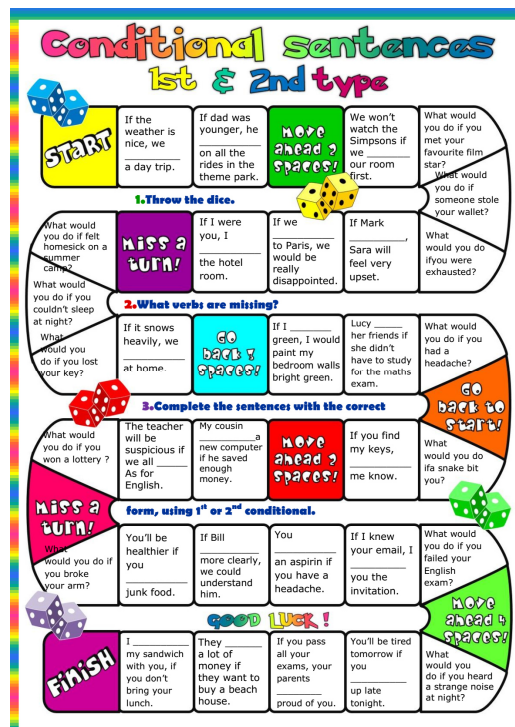 Conditional sentences
1st & 2nd type
START
If the
weather is
nice, we
________
a day trip.
If dad was
younger, he
________
on all the
rides in the
theme park.
Move
ahead 2
spaces!
We won't
watch the
Simpsons if
we ______
our room
first.
What would
you do if you
met your
favourite film
star?
What would
you do if
someone stole
your wallet?
What would
you do
ifyou were
exhausted?
1.Throw the dice.
If Mark
________,
Sara will
feel very
upset.
If we
________
to Paris, we
would be
really
disappointed.
If I were
you, I
________
the hotel
room.
Miss a
turn!
What would
you do if felt
homesick on a
summer
camp?
What would
you do if you
couldn't sleep
at night?
What
would you
do if you lost
your key?
2.What verbs are missing?
If it snows
heavily, we
________
at home.
Go
back
spaces!
If I ______
green, I would
paint my
bedroom walls
bright green.
Lucy _____
her friends if
she didn't
have to study
for the maths
exam.
What would
you do if you
had a
headache?
Go
back to
start!
What would
you do
ifa snake bit
you?
3.Complete the sentences with the correct
If you find
my keys,
________
me know.
Move
ahead 2
spaces!
My cousin
________a
new computer
if he saved
enough
money.
The teacher
will be
suspicious if
we all _____
As for
English.
What would
you do if you
won a lottery ?
Miss a
turn!
What
would you do if
you broke
your arm?
form, using 1st or 2nd conditional.
You'll be
healthier if
you
________
junk food.
If Bill
________
more clearly,
we could
understand
him.
You
________
an aspirin if
you have a
headache.
If I knew
your email, I
________
you the
invitation.
What would
you do if you
failed your
English
exam?
Move
ahead 4
spaces!
What
would you
do if you heard
a strange noise
at night?
GOOD LUCK!
You'll be tired
tomorrow if
you
________
up late
tonight.
If you pass
all your
exams, your
parents
________
proud of you.
They ______
a lot of
money if
they want to
buy a beach
house.
I ________
my sandwich
with you, if
you don't
bring your
lunch.
Finish